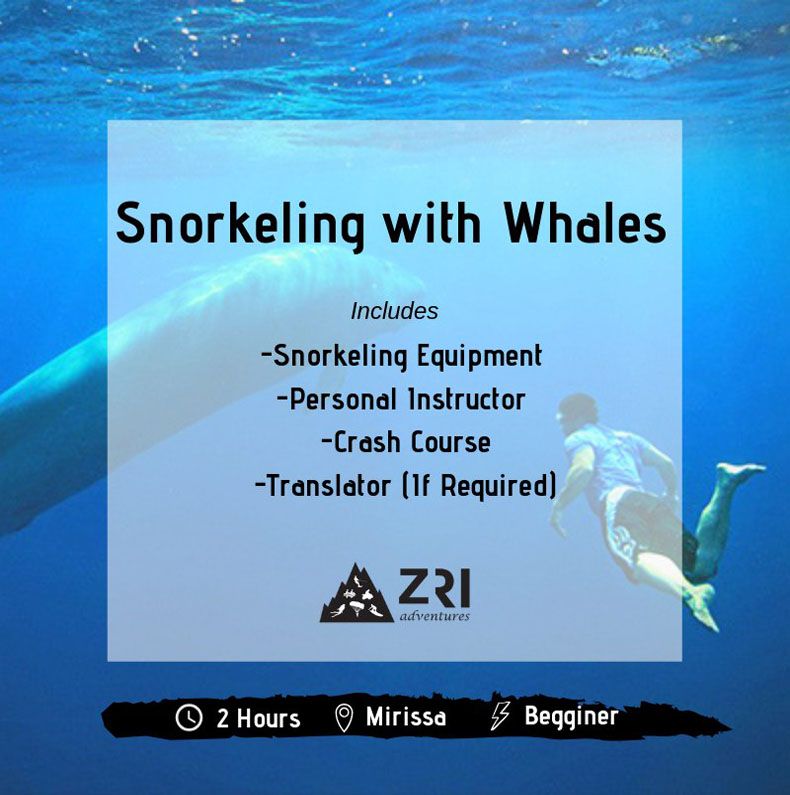 Snorkeling with Whales
Includes
-Snorkeling Equipment
-Personal Instructor
-Crash Course
-Translator (If Required)
ZRI
adventures
2 Hours Mirissa Begginer